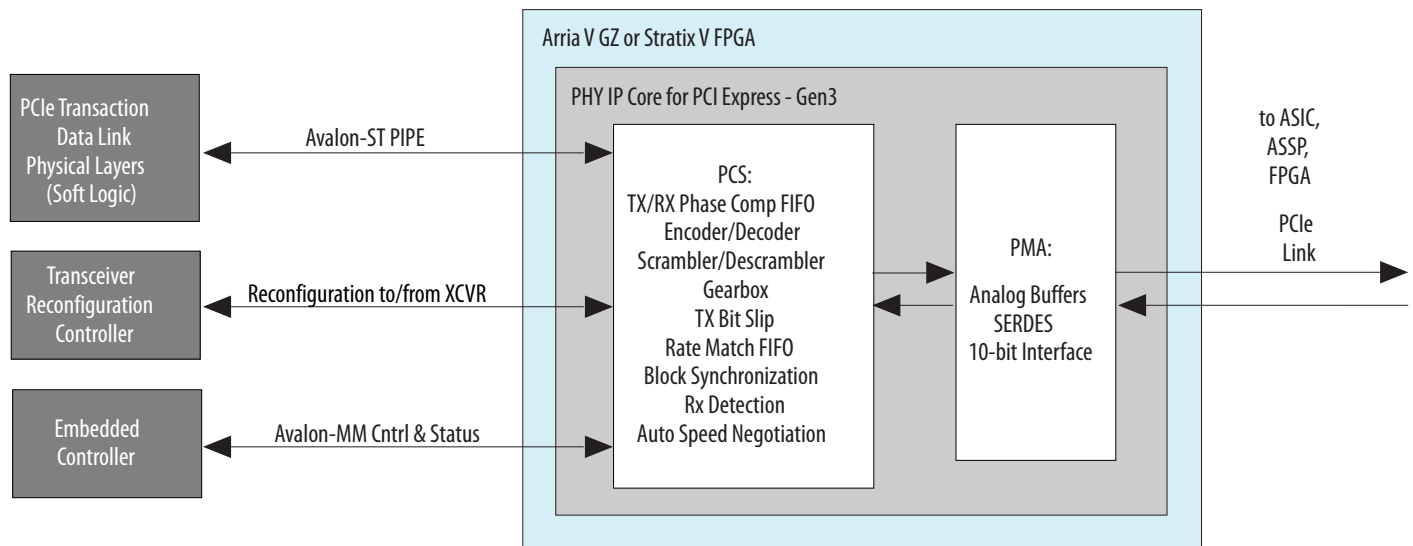 Arria V GZ or Stratix V FPGA
PHY IP Core for PCI Express - Gen3
PCIe Transaction
Data Link
Physical Layers
(Soft Logic)
Avalon-ST PIPE
Transceiver
Reconfiguration
Controller
Reconfiguration to/from XCVR
Embedded
Controller
Avalon-MM Cntrl & Status
PCS:
TX/RX Phase Comp FIFO
Encoder/Decoder
Scrambler/Descrambler
Gearbox
TX Bit Slip
Rate Match FIFO
Block Synchronization
Rx Detection
Auto Speed Negotiation
PMA:
Analog Buffers
SERDES
10-bit Interface
to ASIC,
ASSP,
FPGA
PCIe
Link